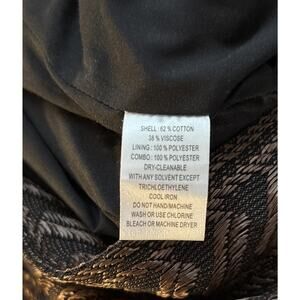 SHELL : 62 % COTTON
38 % VISCOSE
LINING : 100 % POLYESTER
COMBO : 100 % POLYESTER
DRY-CLEANABLE
WITH ANY SOLVENT EXCEPT
TRICHLOETHYLENE
COOL IRON
DO NOT HAND/MACHINE
WASH OR USE CHLORINE
BLEACH OR MACHINE DRYER